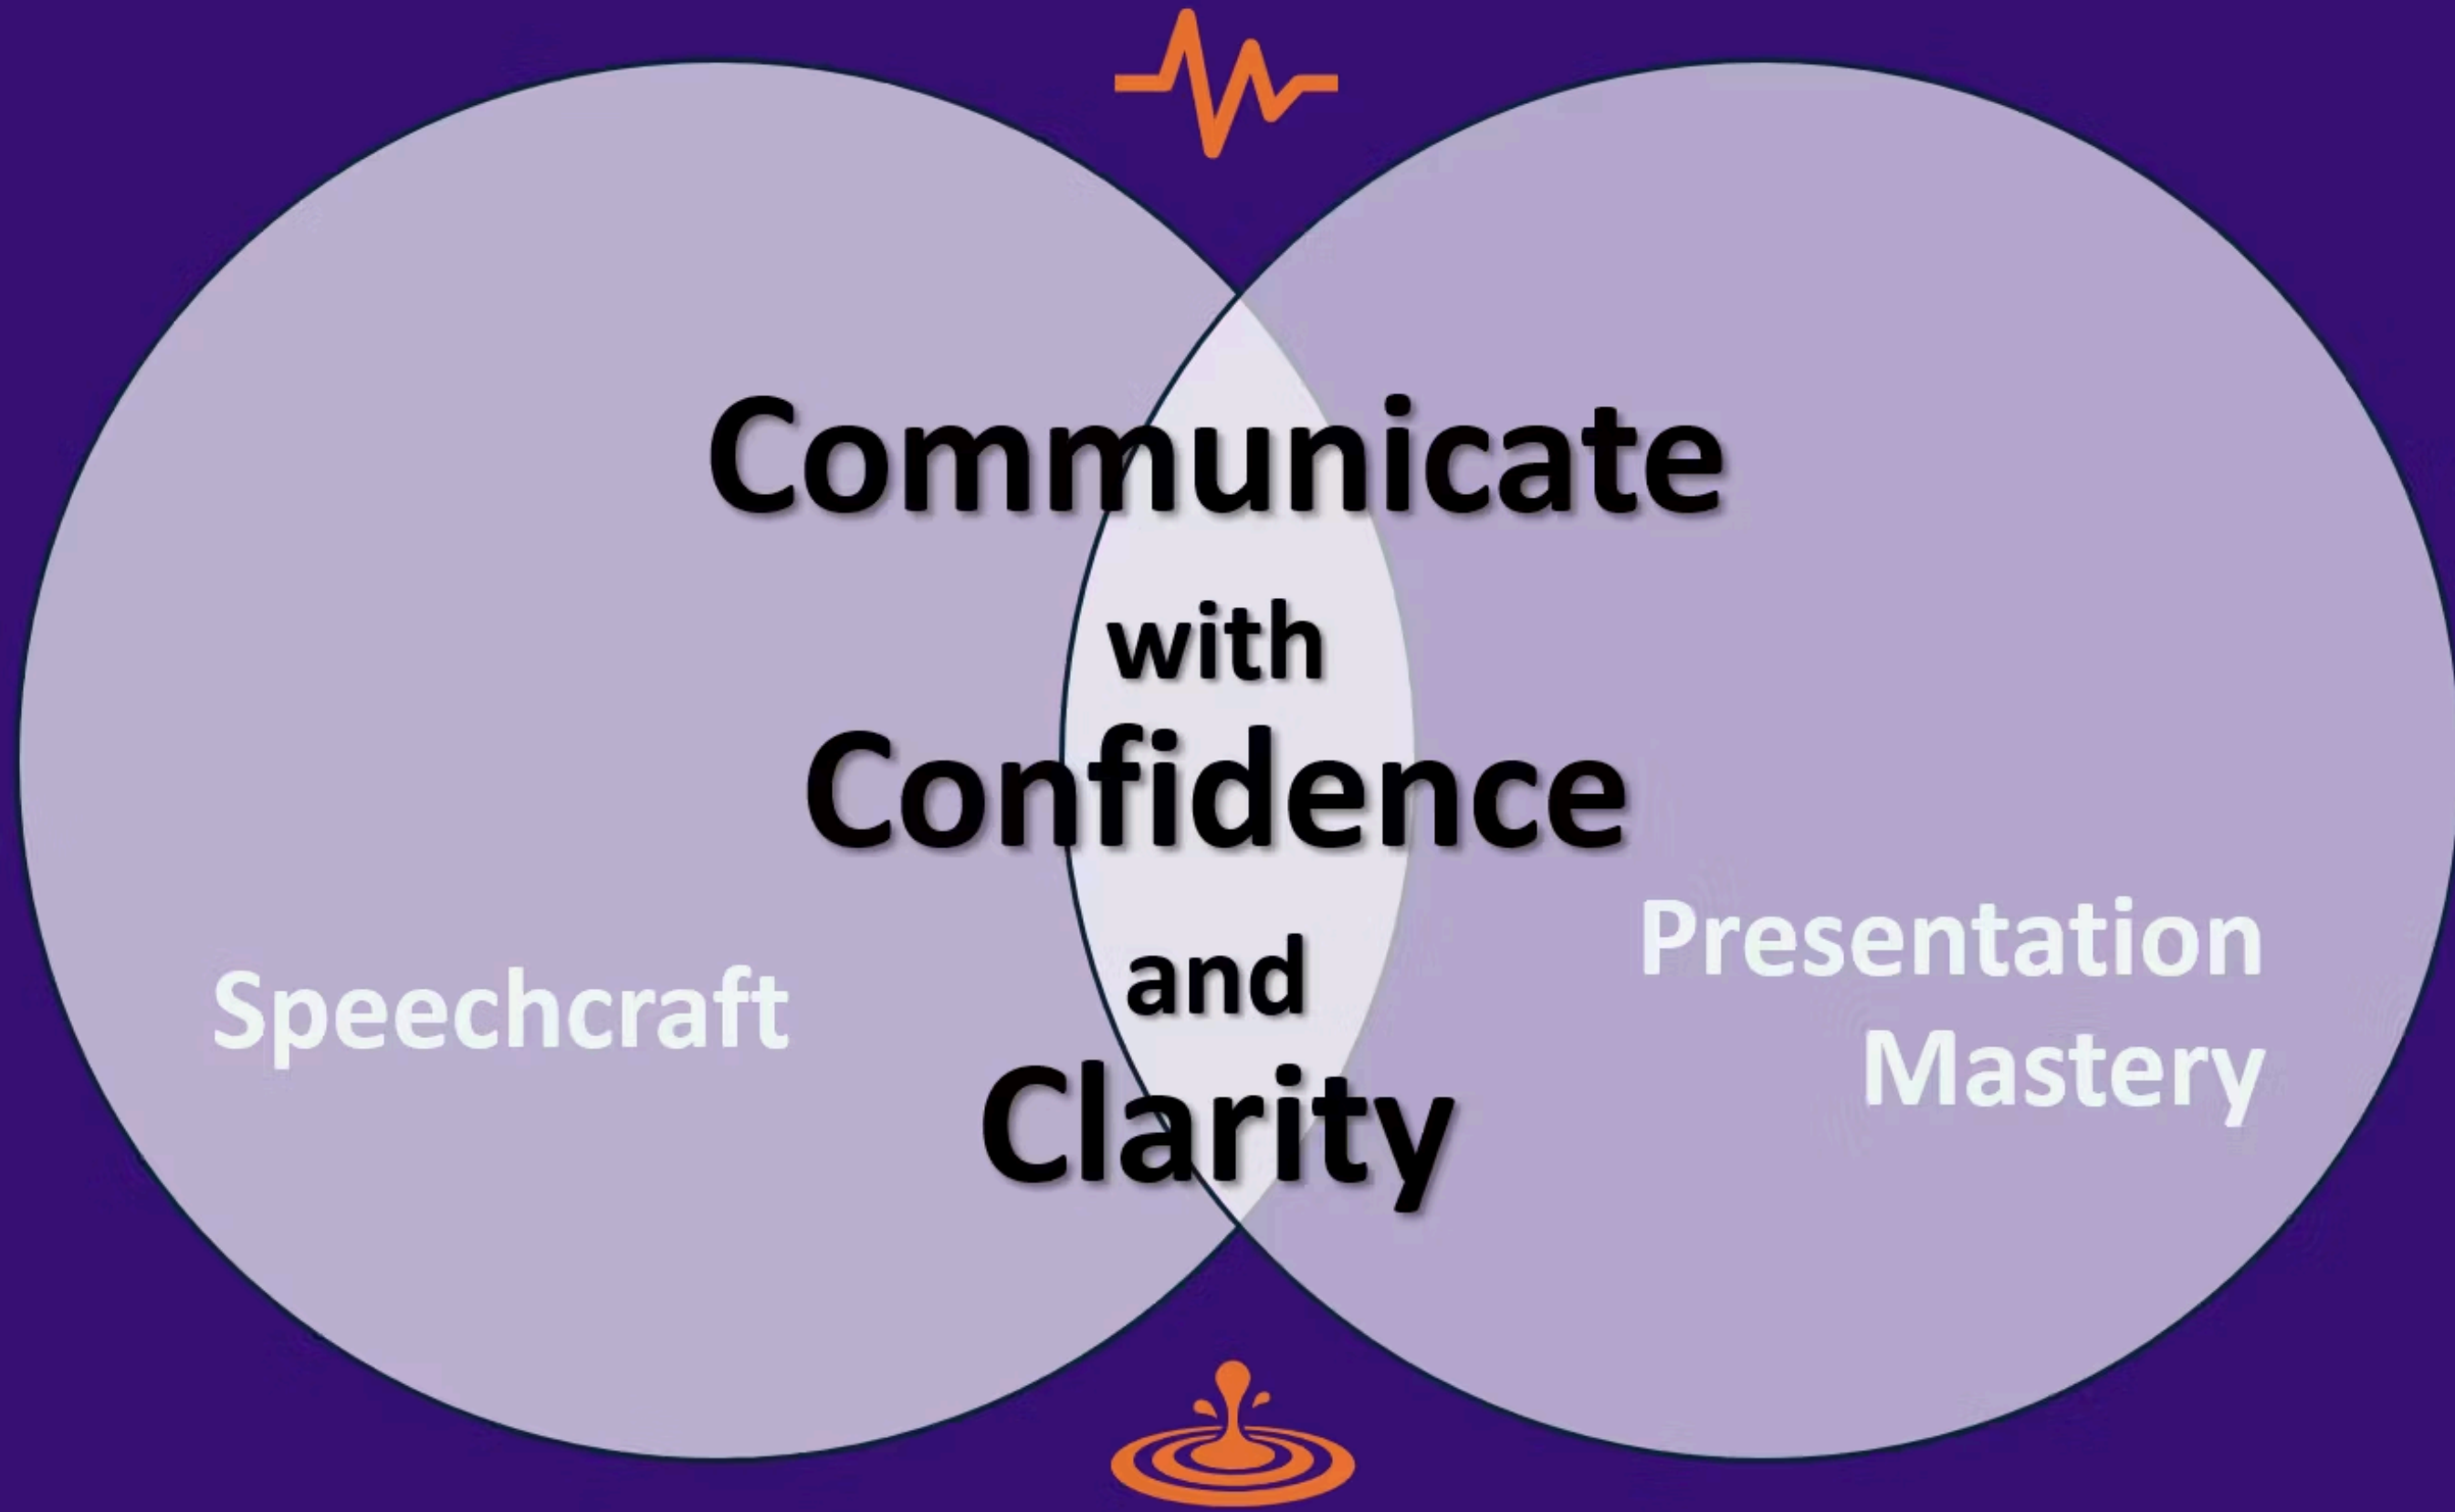 Communicate
with
Confidence
and
Clarity
Speechcraft
Presentation
Mastery